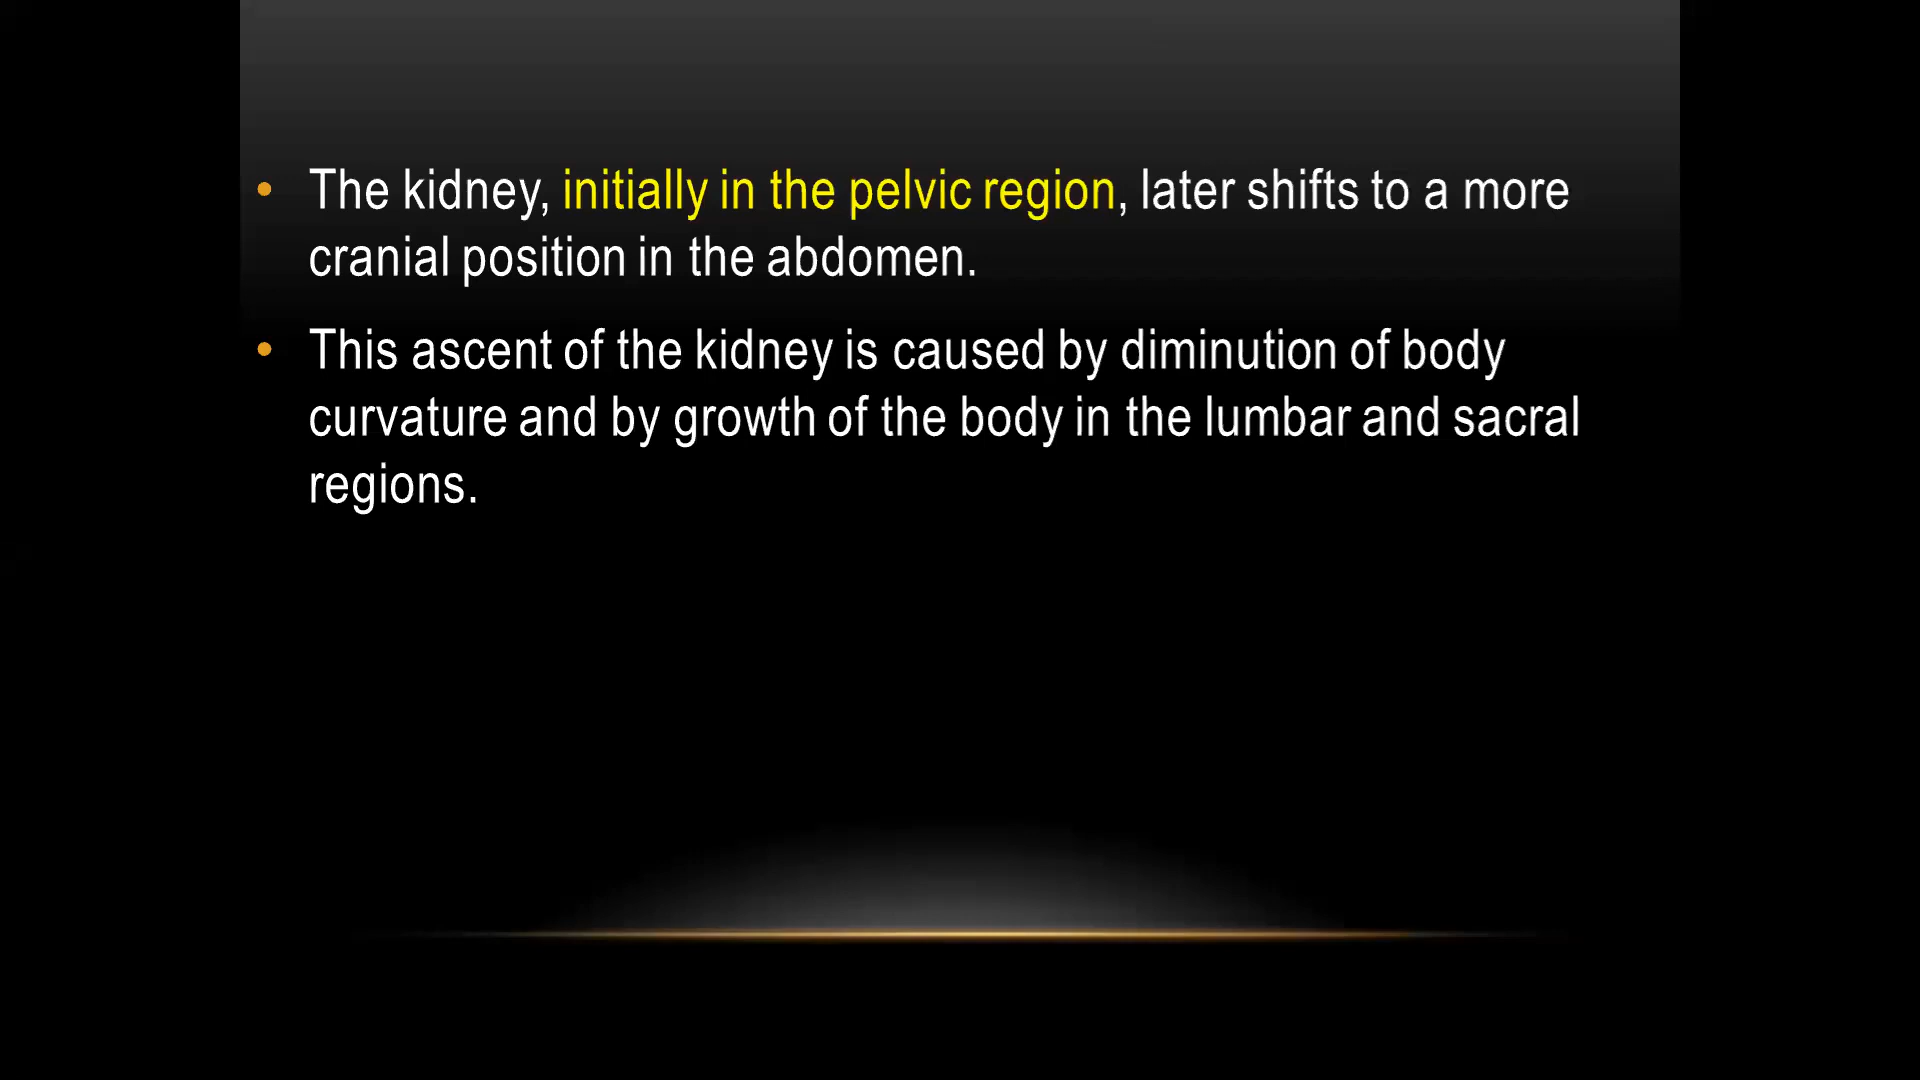 • The kidney, initially in the pelvic region, later shifts to a more
cranial position in the abdomen.
• This ascent of the kidney is caused by diminution of body
curvature and by growth of the body in the lumbar and sacral
regions.